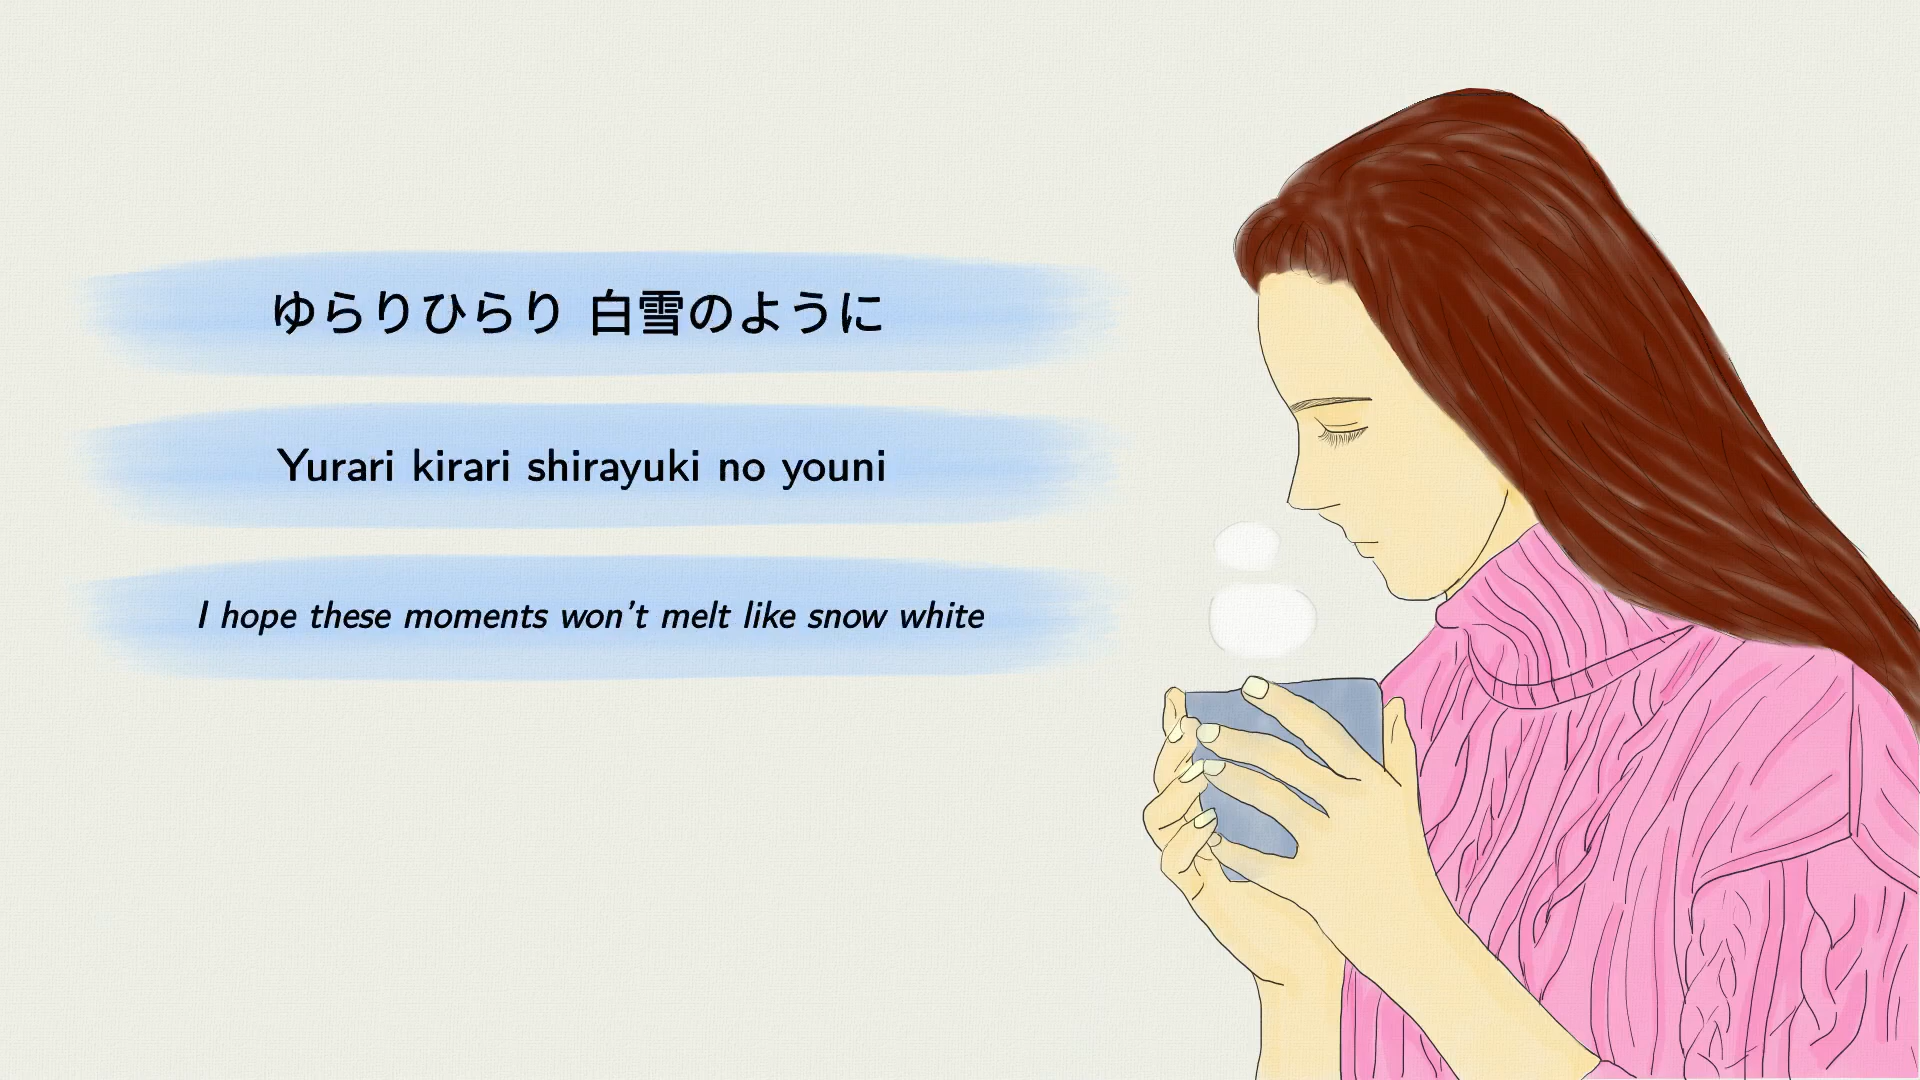 ゆらりひらり 白雪のように
Yurari kirari shirayuki no youni
I hope these moments won't melt like snow white